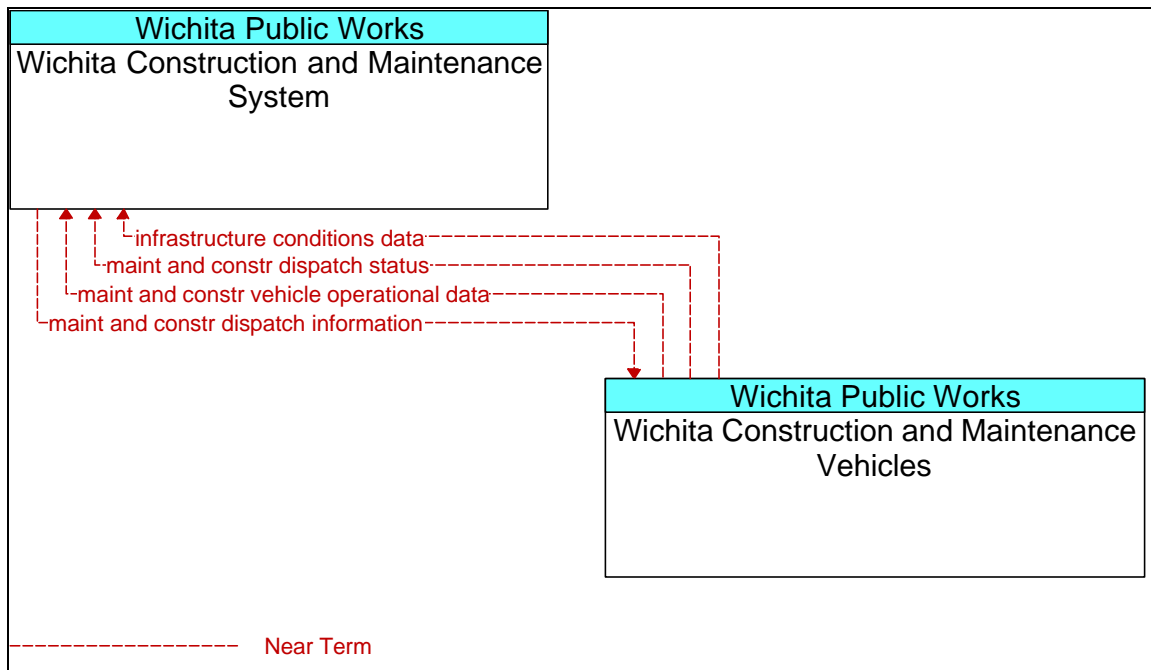 Wichita Public Works
Wichita Construction and Maintenance
System
infrastructure conditions data
maint and constr dispatch status
maint and constr vehicle operational data
maint and constr dispatch information
Wichita Public Works
Wichita Construction and Maintenance
Vehicles
Near Term